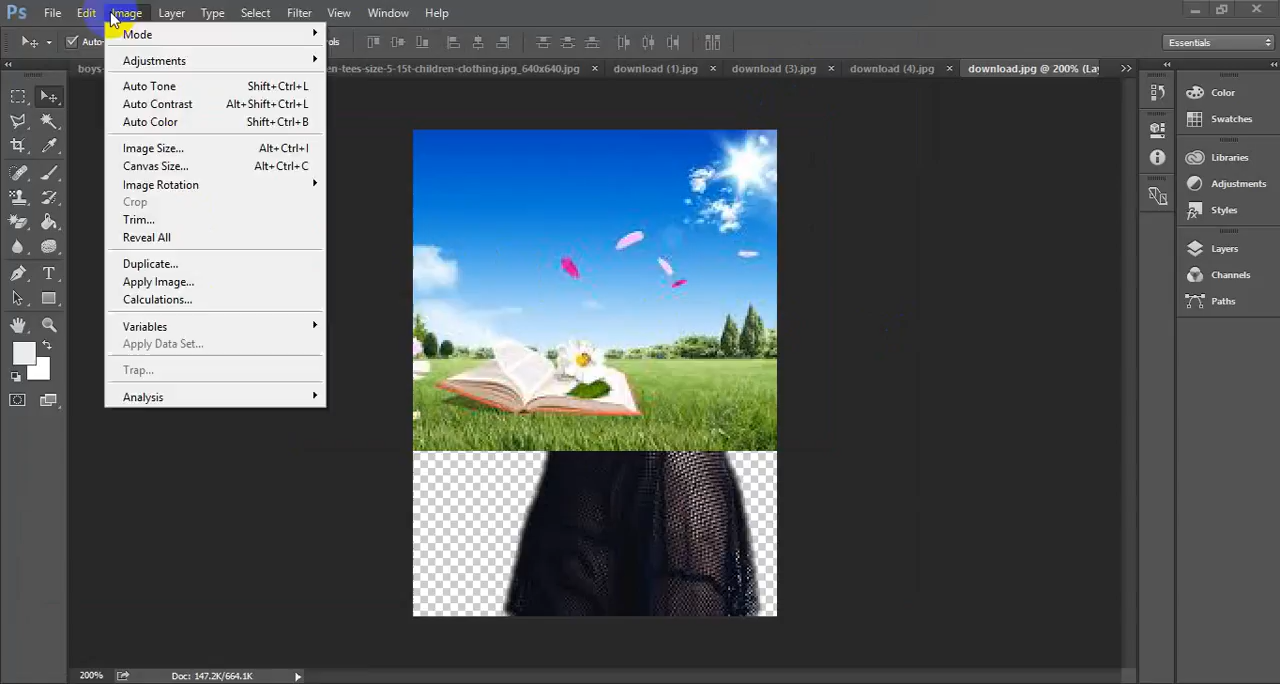 Ps File Edit Image Layer Type Select Filter View Window Help
Auto- ols Essentials
boys- en-tees-size-5-15t-children-clothing.jpg_640x640.jpg × download (1).jpg × download (3).jpg × download (4).jpg × download.jpg @ 200% (La
Mode
Adjustments
Auto Tone Shift+Ctrl+L
Auto Contrast Alt+Shift+Ctrl+L
Auto Color Shift+Ctrl+B
Image Size... Alt+Ctrl+I
Canvas Size... Alt+Ctrl+C
Image Rotation
Crop
Trim...
Reveal All
Duplicate...
Apply Image...
Calculations...
Variables
Apply Data Set...
Trap...
Analysis
Color
Swatches
Libraries
Adjustments
Styles
Layers
Channels
Paths
200% Doc: 147.2K/664.1K